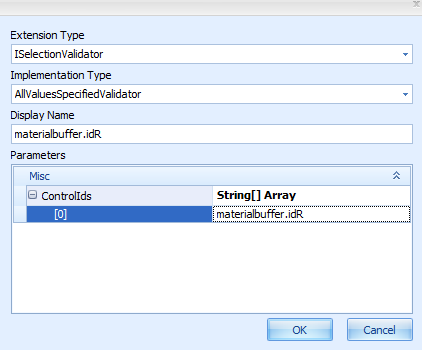 Extension Type
ISelectionValidator
Implementation Type
AllValuesSpecifiedValidator
Display Name
materialbuffer.idR
Parameters
Misc
ControlIds String[] Array
[0] materialbuffer.idR
OK Cancel